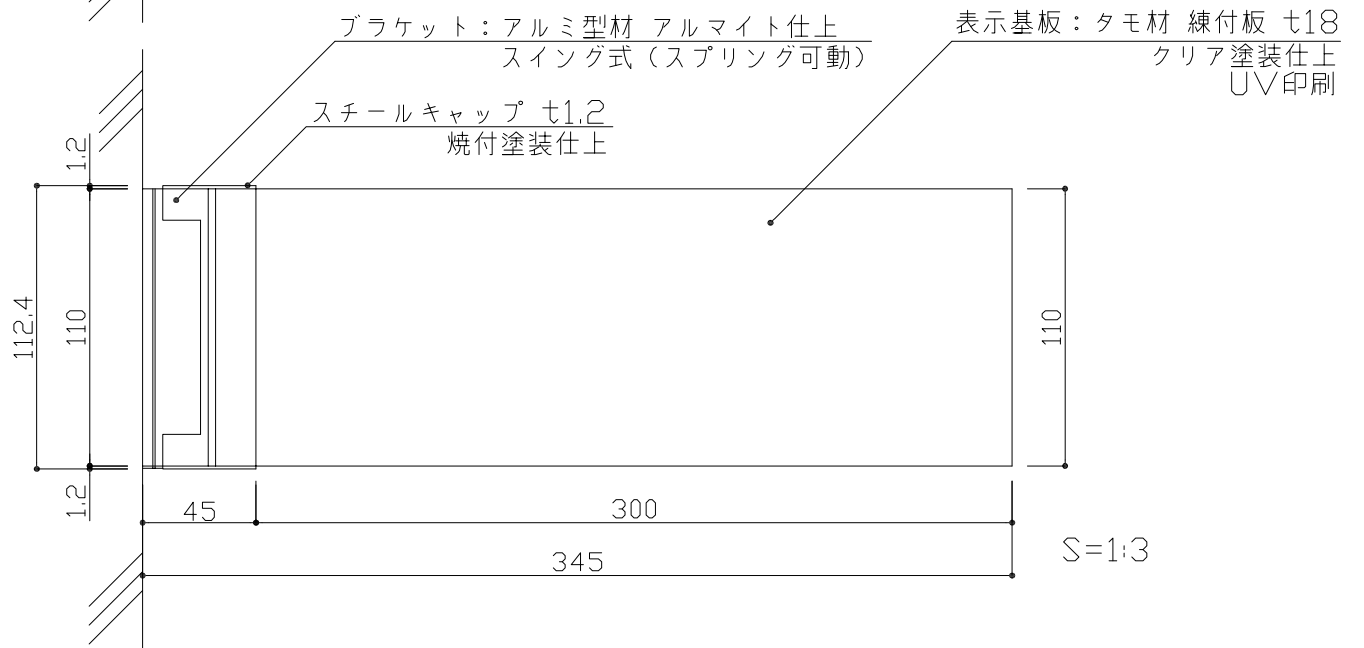 ブラケット：アルミ型材 アルマイト仕上
スイング式（スプリング可動）
表示基板：タモ材 練付板 t18
クリア塗装仕上
UV印刷
スチールキャップ t1.2
焼付塗装仕上
1.2
112.4
110
110
1.2
45
300
345
S=1:3